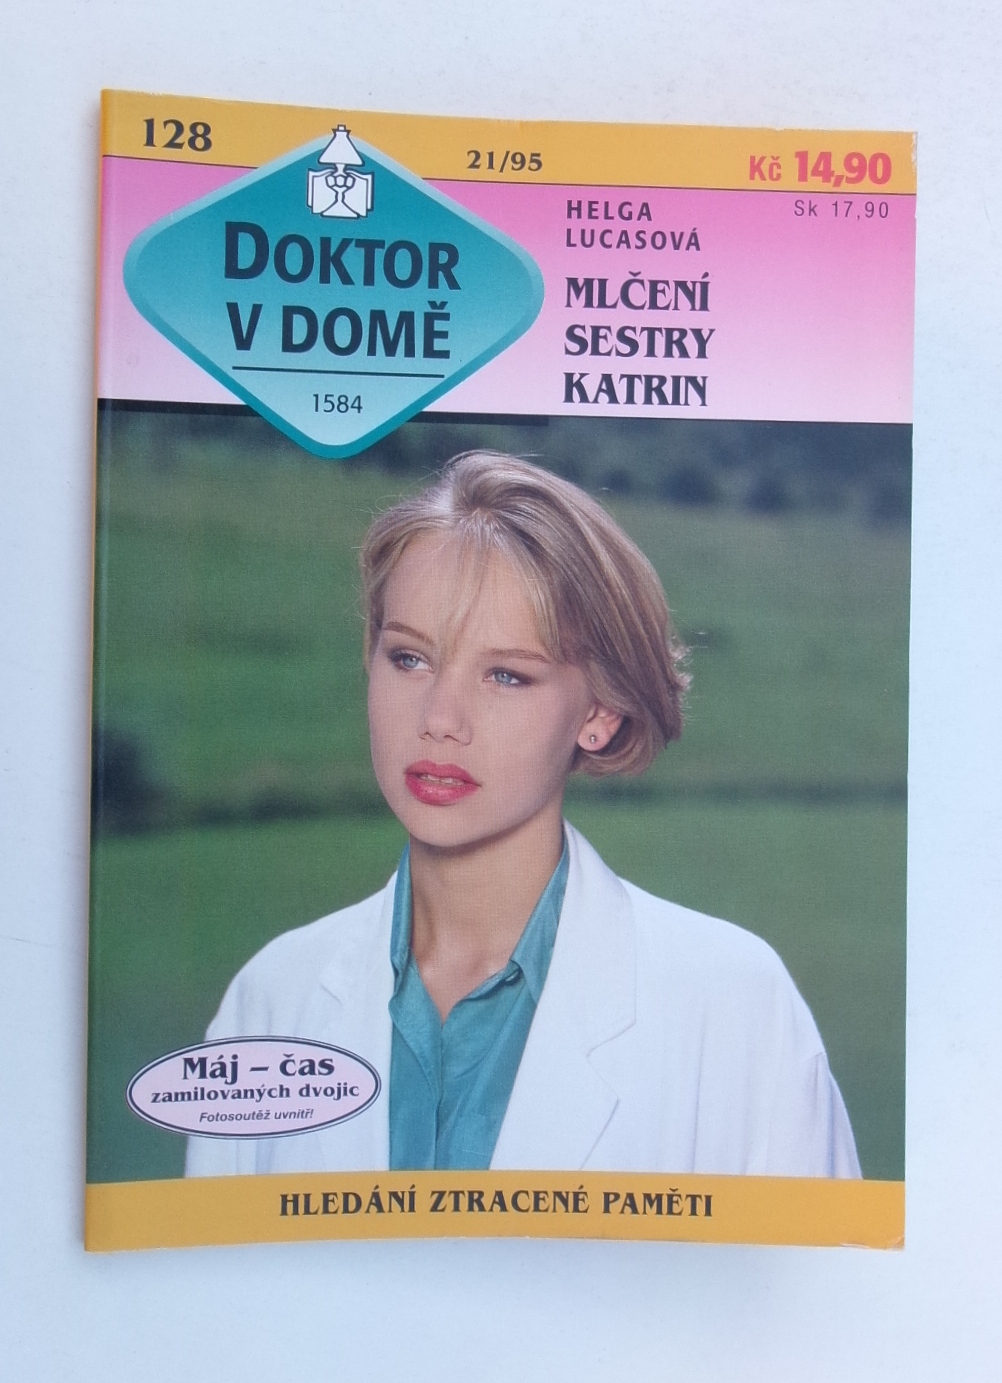 128
21/95
Kč 14,90
Sk 17,90
DOKTOR
V DOMĚ
1584
HELGA
LUCASOVÁ
MLČENÍ
SESTRY
KATRIN
Máj – čas
zamilovaných dvojic
Fotosoutěž uvnitř!
HLEDÁNÍ ZTRACENÉ PAMĚTI